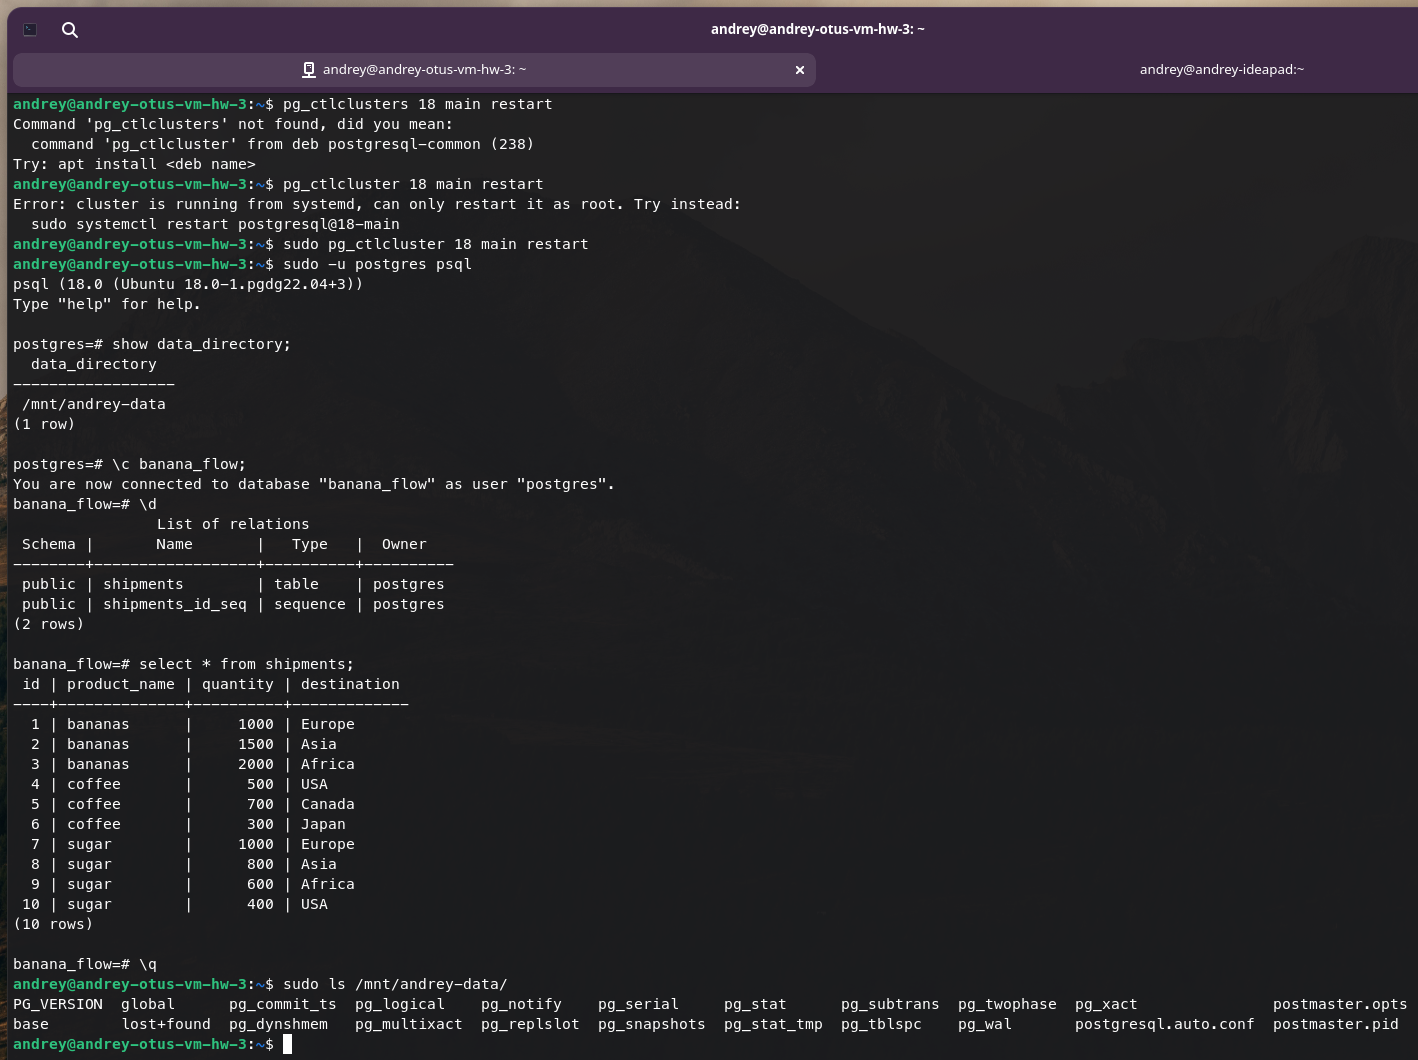 andrey@andrey-otus-vm-hw-3: ~
andrey@andrey-otus-vm-hw-3: ~
andrey@andrey-ideapad:~
andrey@andrey-otus-vm-hw-3:~$ pg_ctlclusters 18 main restart
Command 'pg_ctlclusters' not found, did you mean:
  command 'pg_ctlcluster' from deb postgresql-common (238)
Try: apt install <deb name>
andrey@andrey-otus-vm-hw-3:~$ pg_ctlcluster 18 main restart
Error: cluster is running from systemd, can only restart it as root. Try instead:
  sudo systemctl restart postgresql@18-main
andrey@andrey-otus-vm-hw-3:~$ sudo pg_ctlcluster 18 main restart
andrey@andrey-otus-vm-hw-3:~$ sudo -u postgres psql
psql (18.0 (Ubuntu 18.0-1.pgdg22.04+3))
Type "help" for help.

postgres=# show data_directory;
  data_directory
------------------
 /mnt/andrey-data
(1 row)

postgres=# \c banana_flow;
You are now connected to database "banana_flow" as user "postgres".
banana_flow=# \d
                List of relations
 Schema |       Name       |   Type   |  Owner
--------+------------------+----------+----------
 public | shipments        | table    | postgres
 public | shipments_id_seq | sequence | postgres
(2 rows)

banana_flow=# select * from shipments;
 id | product_name | quantity | destination
----+--------------+----------+-------------
  1 | bananas      |     1000 | Europe
  2 | bananas      |     1500 | Asia
  3 | bananas      |     2000 | Africa
  4 | coffee       |      500 | USA
  5 | coffee       |      700 | Canada
  6 | coffee       |      300 | Japan
  7 | sugar        |     1000 | Europe
  8 | sugar        |      800 | Asia
  9 | sugar        |      600 | Africa
 10 | sugar        |      400 | USA
(10 rows)

banana_flow=# \q
andrey@andrey-otus-vm-hw-3:~$ sudo ls /mnt/andrey-data/
PG_VERSION  global      pg_commit_ts  pg_logical    pg_notify    pg_serial     pg_stat      pg_subtrans  pg_twophase  pg_xact               postmaster.opts
base        lost+found  pg_dynshmem   pg_multixact  pg_replslot  pg_snapshots  pg_stat_tmp  pg_tblspc    pg_wal       postgresql.auto.conf  postmaster.pid
andrey@andrey-otus-vm-hw-3:~$